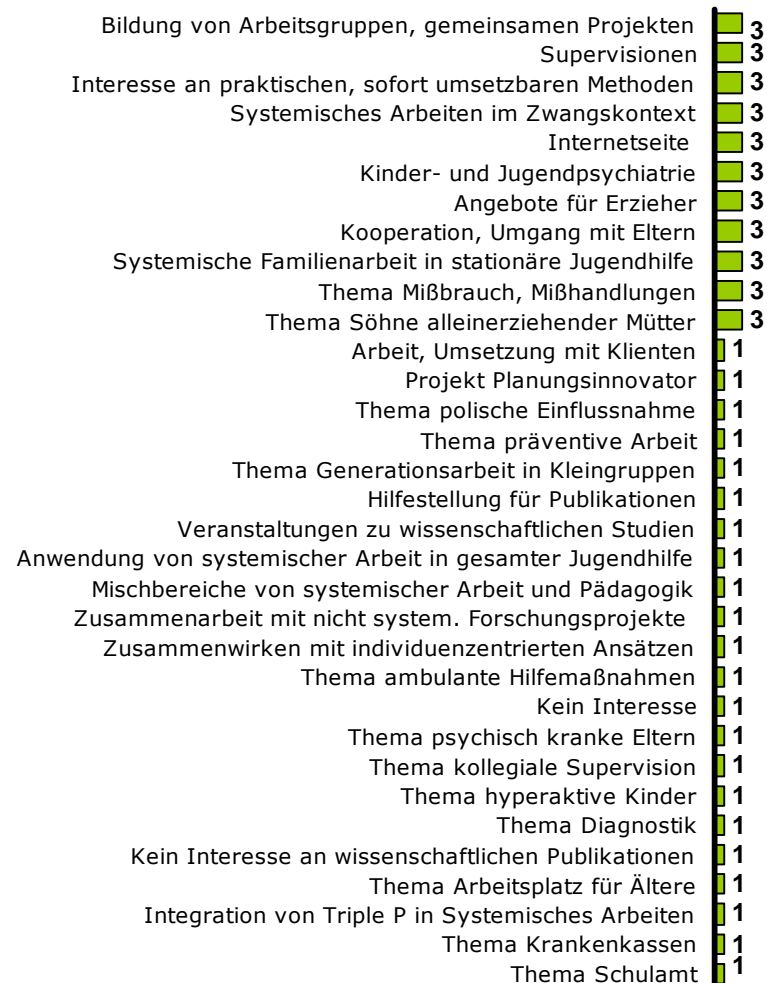 Bildung von Arbeitsgruppen, gemeinsamen Projekten 3
Supervisionen 3
Interesse an praktischen, sofort umsetzbaren Methoden 3
Systemisches Arbeiten im Zwangskontext 3
Internetseite 3
Kinder- und Jugendpsychiatrie 3
Angebote für Erzieher 3
Kooperation, Umgang mit Eltern 3
Systemische Familienarbeit in stationäre Jugendhilfe 3
Thema Mißbrauch, Mißhandlungen 3
Thema Söhne alleinerziehender Mütter 3
Arbeit, Umsetzung mit Klienten 1
Projekt Planungsinnovator 1
Thema polische Einflussnahme 1
Thema präventive Arbeit 1
Thema Generationsarbeit in Kleingruppen 1
Hilfestellung für Publikationen 1
Veranstaltungen zu wissenschaftlichen Studien 1
Anwendung von systemischer Arbeit in gesamter Jugendhilfe 1
Mischbereiche von systemischer Arbeit und Pädagogik 1
Zusammenarbeit mit nicht system. Forschungsprojekte 1
Zusammenwirken mit individuenzentrierten Ansätzen 1
Thema ambulante Hilfemaßnahmen 1
Kein Interesse 1
Thema psychisch kranke Eltern 1
Thema kollegiale Supervision 1
Thema hyperaktive Kinder 1
Thema Diagnostik 1
Kein Interesse an wissenschaftlichen Publikationen 1
Thema Arbeitsplatz für Ältere 1
Integration von Triple P in Systemisches Arbeiten 1
Thema Krankenkassen 1
Thema Schulamt 1